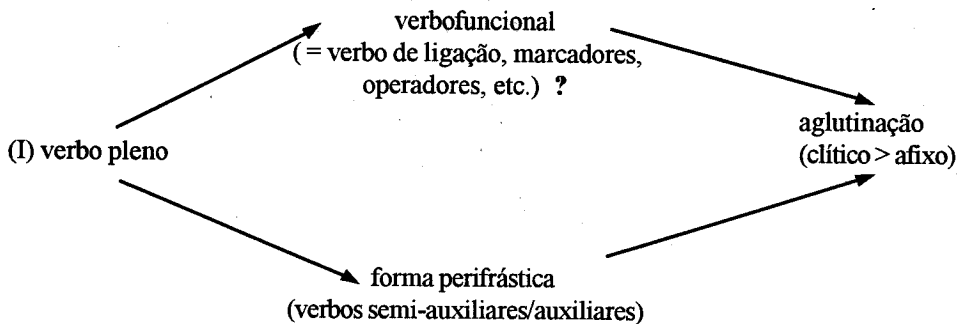 verbofuncional
( = verbo de ligação, marcadores,
operadores, etc.) ?
(I) verbo pleno
aglutinação
(clítico > afixo)
forma perifrástica
(verbos semi-auxiliares/auxiliares)